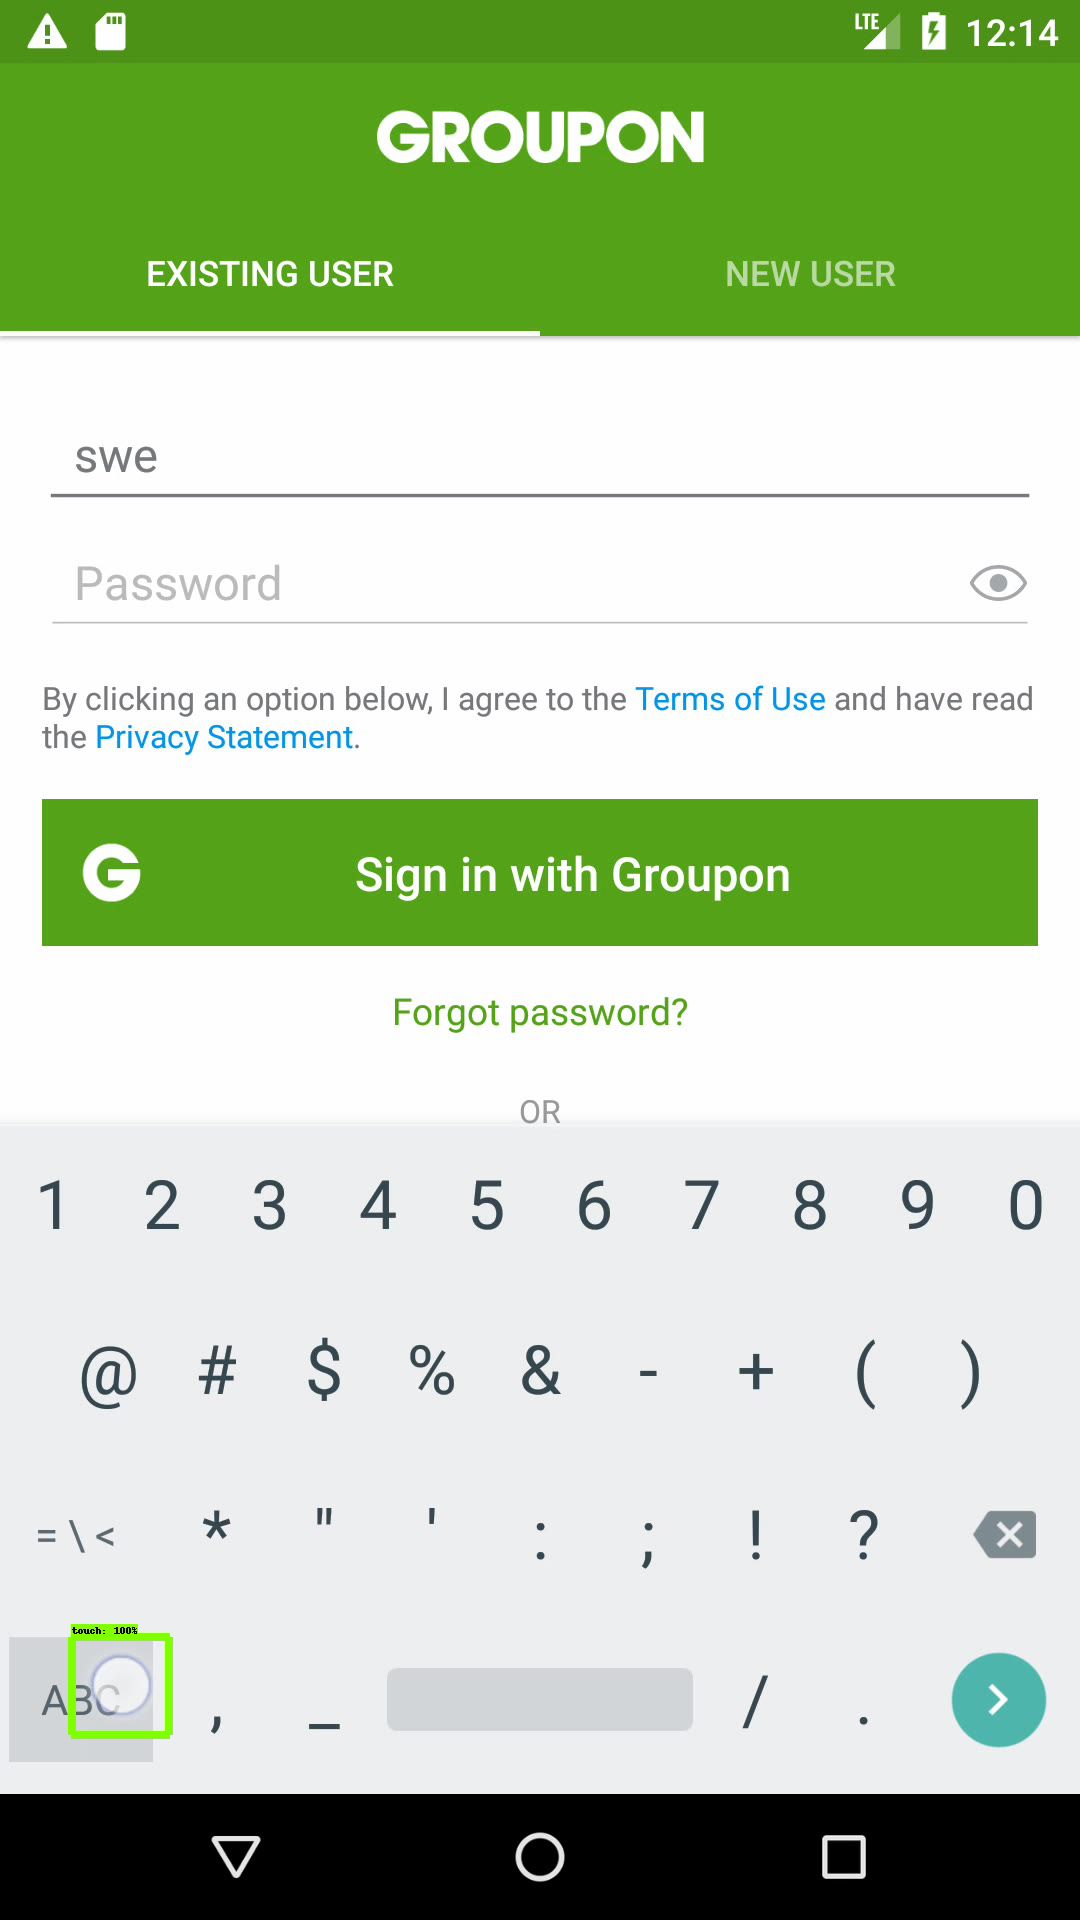 LTE 12:14
GROUPON
EXISTING USER NEW USER
swe
Password
By clicking an option below, I agree to the Terms of Use and have read
the Privacy Statement.
G Sign in with Groupon
Forgot password?
OR
1 2 3 4 5 6 7 8 9 0
@ # $ % & - + ( )
= \ < * " ' : ; ! ?
touch: 100%
ABC , _ / .